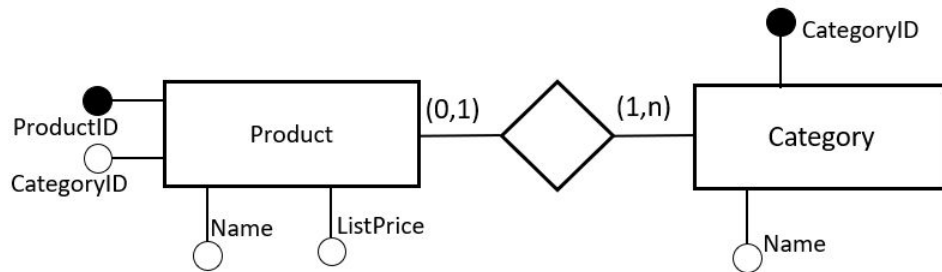 CategoryID
(0,1)
(1,n)
ProductID
Product
Category
CategoryID
Name
ListPrice
Name